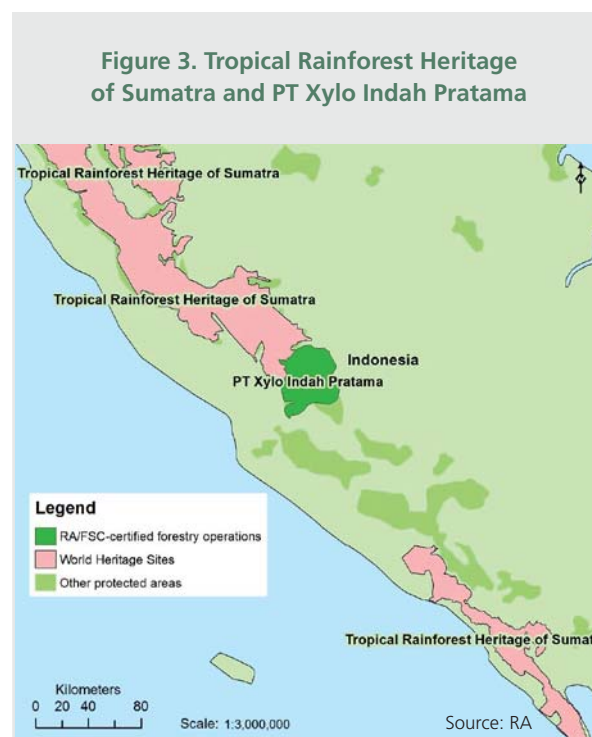 Figure 3. Tropical Rainforest Heritage
of Sumatra and PT Xylo Indah Pratama
Tropical Rainforest Heritage of Sumatra
N
Tropical Rainforest Heritage of Sumatra
Indonesia
PT Xylo Indah Pratama
Legend
RA/FSC-certified forestry operations
World Heritage Sites
Other protected areas
Tropical Rainforest Heritage of Sumat
Kilometers
0 20 40 80
Scale: 1:3,000,000
Source: RA